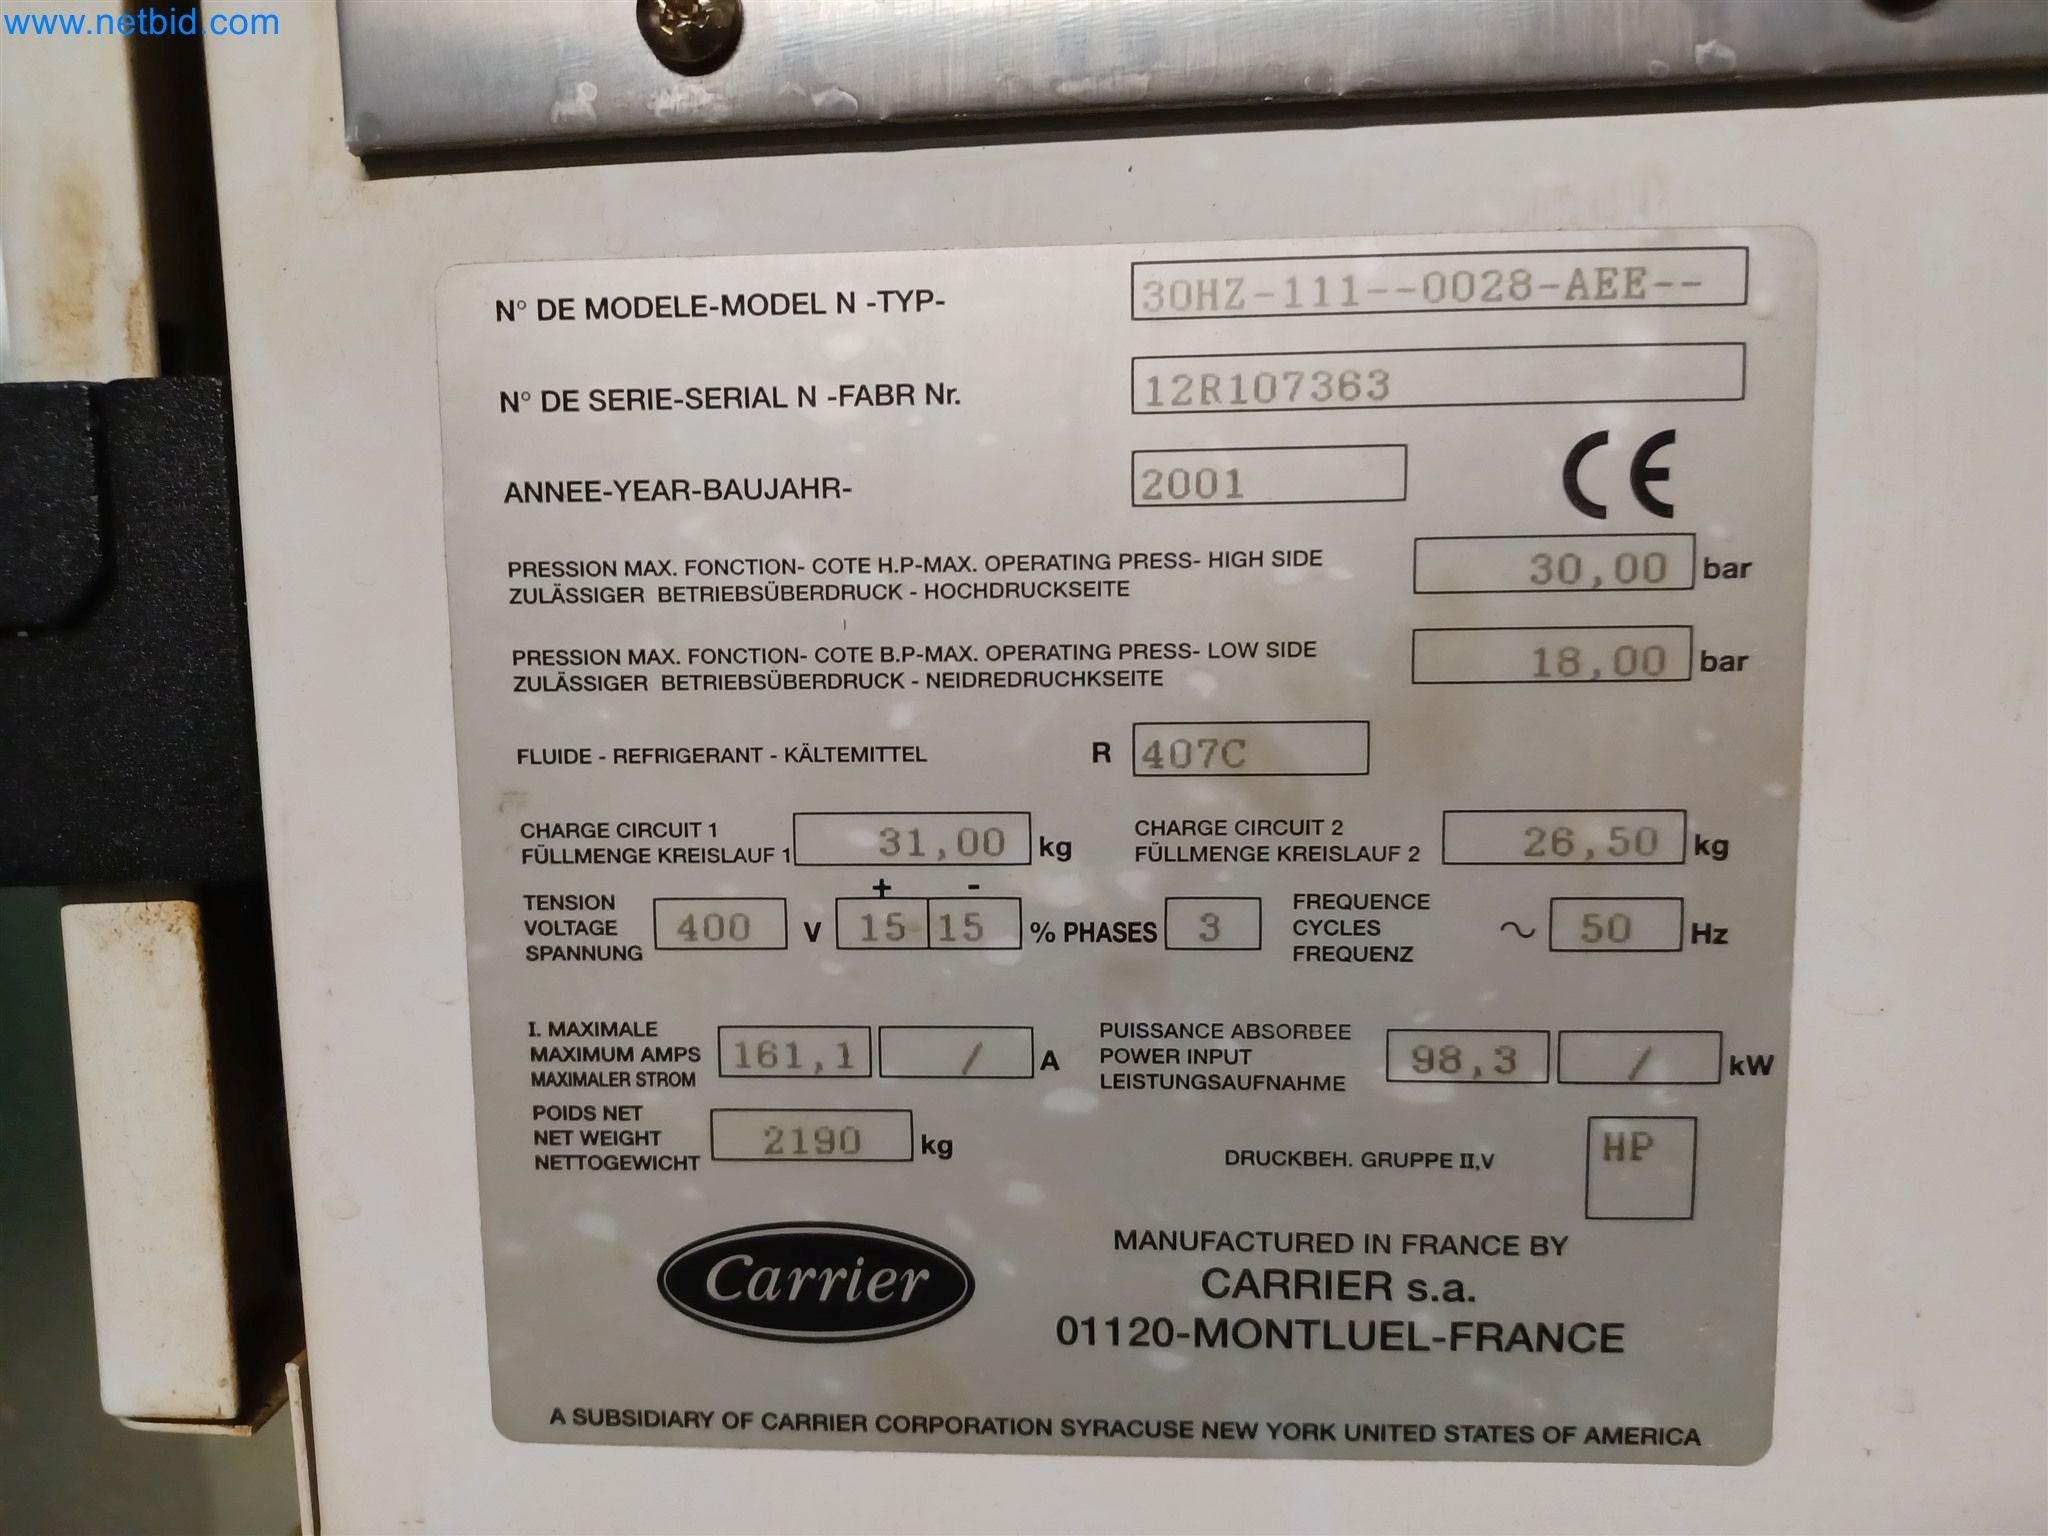 www.netbid.com
N° DE MODELE-MODEL N -TYP- 30HZ-111--0028-AEE--
N° DE SERIE-SERIAL N -FABR Nr. 12R107363
ANNEE-YEAR-BAUJAHR- 2001 CE
PRESSION MAX. FONCTION- COTE H.P-MAX. OPERATING PRESS- HIGH SIDE 30,00 bar
ZULÄSSIGER BETRIEBSÜBERDRUCK - HOCHDRUCKSEITE
PRESSION MAX. FONCTION- COTE B.P-MAX. OPERATING PRESS- LOW SIDE 18,00 bar
ZULÄSSIGER BETRIEBSÜBERDRUCK - NEIDREDRUCHKSEITE
FLUIDE - REFRIGERANT - KÄLTEMITTEL R 407C
CHARGE CIRCUIT 1
FÜLLMENGE KREISLAUF 1 31,00 kg
CHARGE CIRCUIT 2
FÜLLMENGE KREISLAUF 2 26,50 kg
+ -
TENSION
VOLTAGE
SPANNUNG
400 V 15 15 % PHASES 3
FREQUENCE
CYCLES
FREQUENZ
~ 50 Hz
I. MAXIMALE
MAXIMUM AMPS
MAXIMALER STROM
161,1 / A
PUISSANCE ABSORBEE
POWER INPUT
LEISTUNGSAUFNAHME
98,3 / kW
POIDS NET
NET WEIGHT
NETTOGEWICHT
2190 kg
DRUCKBEH. GRUPPE II,V HP
Carrier
MANUFACTURED IN FRANCE BY
CARRIER s.a.
01120-MONTLUEL-FRANCE
A SUBSIDIARY OF CARRIER CORPORATION SYRACUSE NEW YORK UNITED STATES OF AMERICA